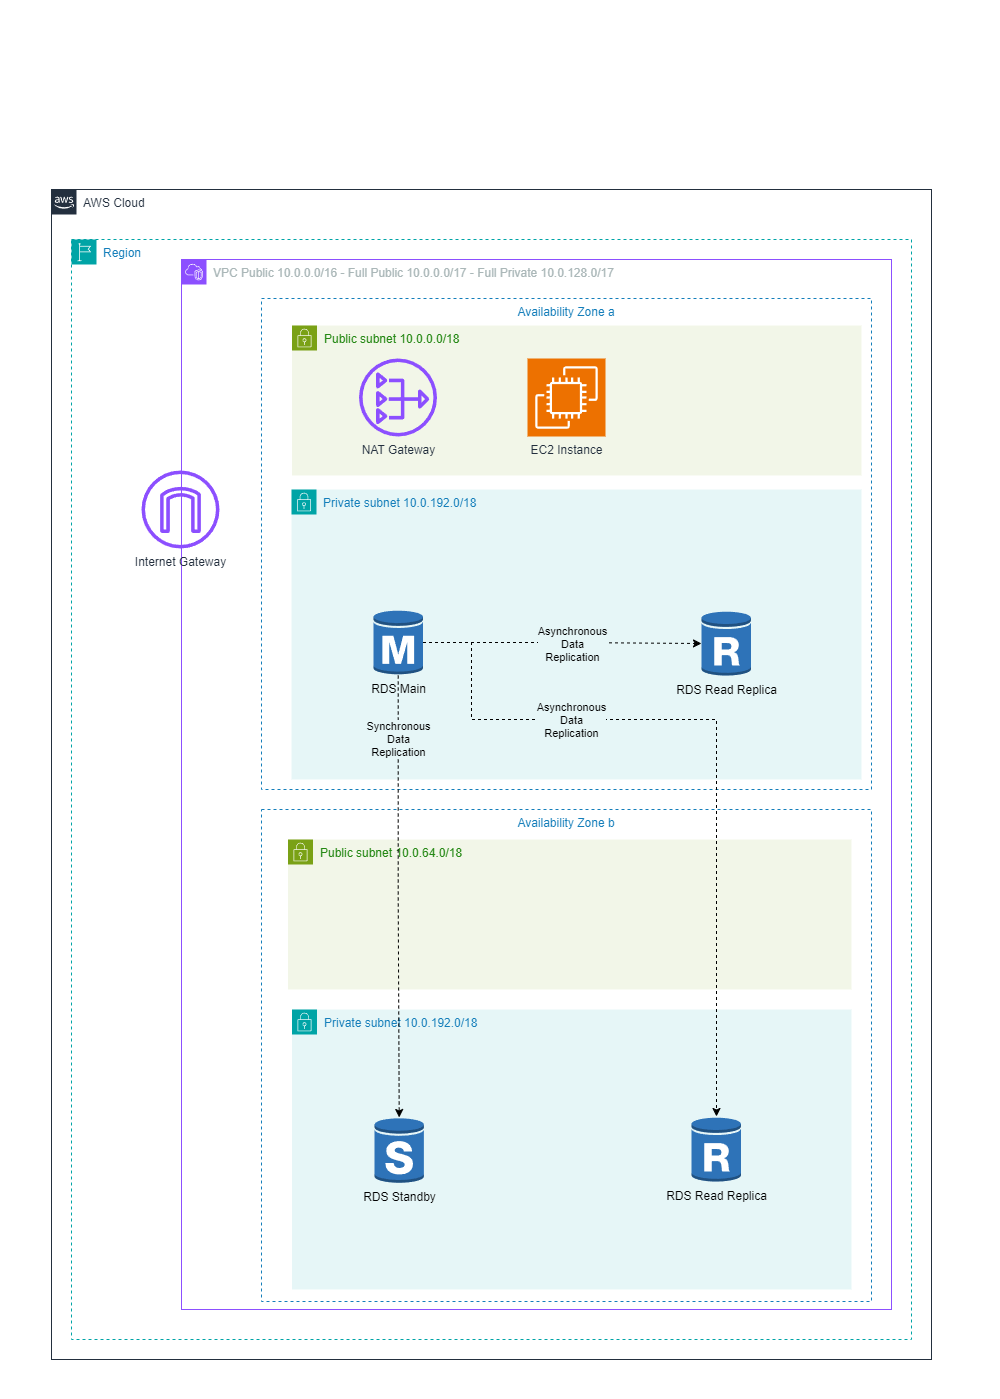 aws
AWS Cloud
Region
VPC Public 10.0.0.0/16 - Full Public 10.0.0.0/17 - Full Private 10.0.128.0/17
Availability Zone a
Public subnet 10.0.0.0/18
NAT Gateway
EC2 Instance
Private subnet 10.0.192.0/18
Internet Gateway
M
RDS Main
Asynchronous
Data
Replication
R
RDS Read Replica
Synchronous
Data
Replication
Asynchronous
Data
Replication
Availability Zone b
Public subnet 10.0.64.0/18
Private subnet 10.0.192.0/18
S
RDS Standby
R
RDS Read Replica